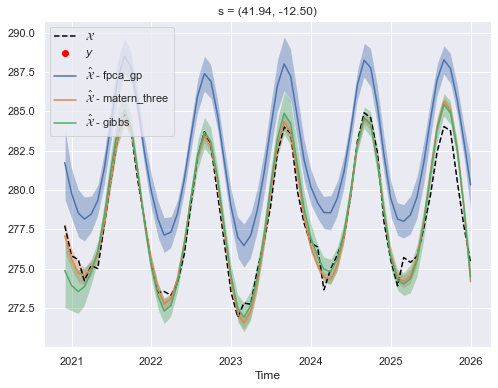 s = (41.94, -12.50)
290.0
287.5
285.0
282.5
280.0
277.5
275.0
272.5
𝒳
y
𝒳̂ - fpca_gp
𝒳̂ - matern_three
𝒳̂ - gibbs
2021 2022 2023 2024 2025 2026
Time